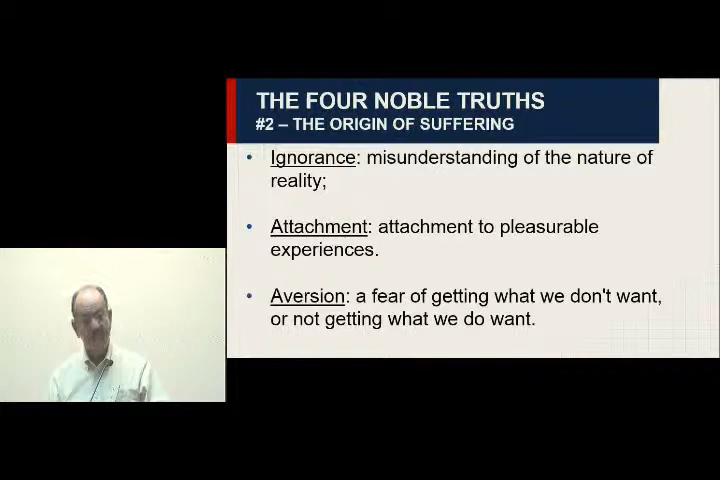 THE FOUR NOBLE TRUTHS
#2 – THE ORIGIN OF SUFFERING
• Ignorance: misunderstanding of the nature of
reality;
• Attachment: attachment to pleasurable
experiences.
• Aversion: a fear of getting what we don't want,
or not getting what we do want.